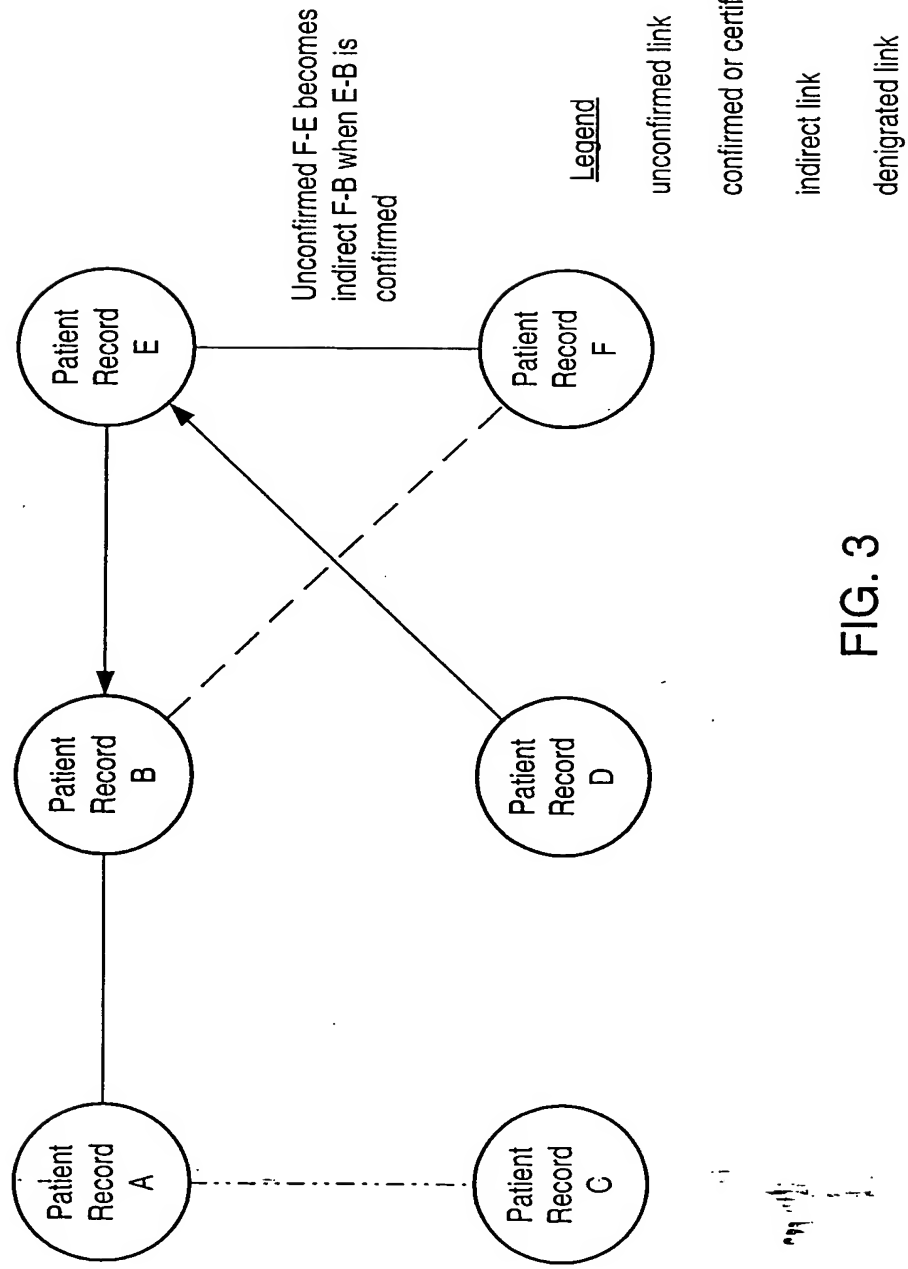 Patient
Record
A
Patient
Record
B
Patient
Record
E
Patient
Record
C
Patient
Record
D
Patient
Record
F
Unconfirmed F-E becomes
indirect F-B when E-B is
confirmed
Legend
unconfirmed link
confirmed or certif
indirect link
denigrated link
FIG. 3